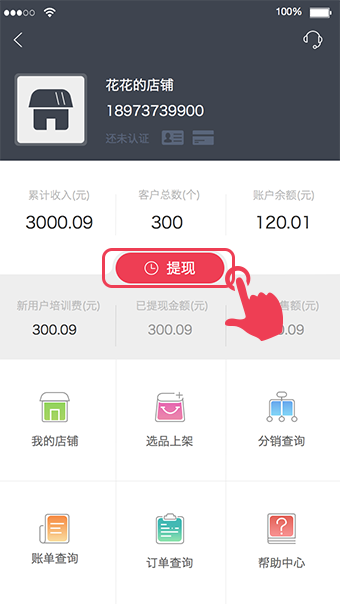 100%
花花的店铺
18973739900
还未认证
累计收入(元) 客户总数(个) 账户余额(元)
3000.09 300 120.01
提现
新用户培训费(元) 已提现金额(元) 售额(元)
300.09 300.09 .09
我的店铺 选品上架 分销查询
账单查询 订单查询 帮助中心